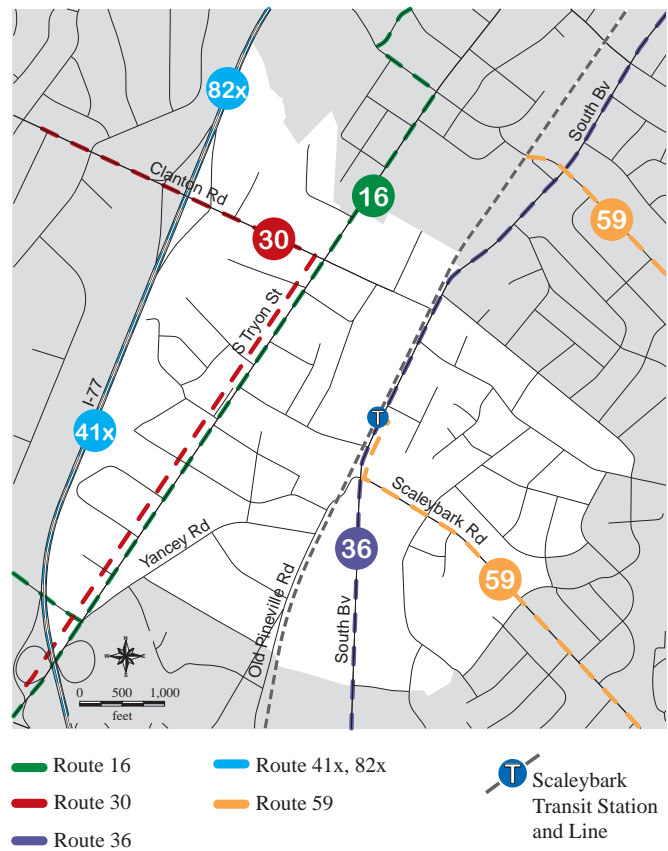 82x
South Bv
Clanton Rd
16
59
30
S Tryon St
I-77
41x
T
Scaleybark Rd
Yancey Rd
36
59
Old Pineville Rd
South Bv
N
W
E
S
0 500 1,000
feet
Route 16
Route 41x, 82x
T
Scaleybark
Transit Station
and Line
Route 30
Route 59
Route 36